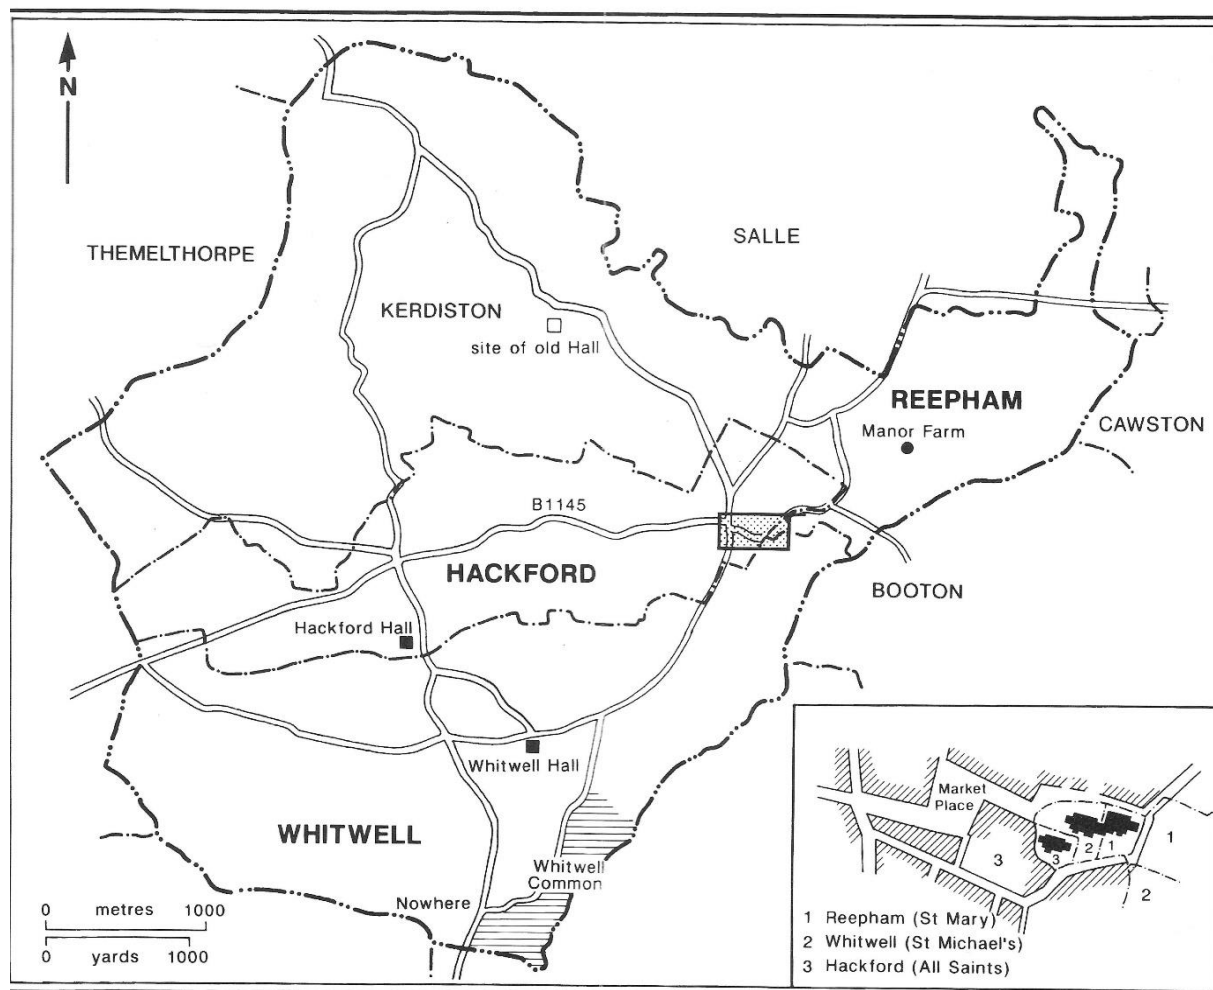 N
THEMELTHORPE
SALLE
KERDISTON
site of old Hall
REEPHAM
Manor Farm
CAWSTON
B1145
HACKFORD
BOOTON
Hackford Hall
Whitwell Hall
WHITWELL
Whitwell
Common
Nowhere
0 metres 1000
0 yards 1000
Market
Place
1
2
1
3
3
2
1 Reepham (St Mary)
2 Whitwell (St Michael's)
3 Hackford (All Saints)